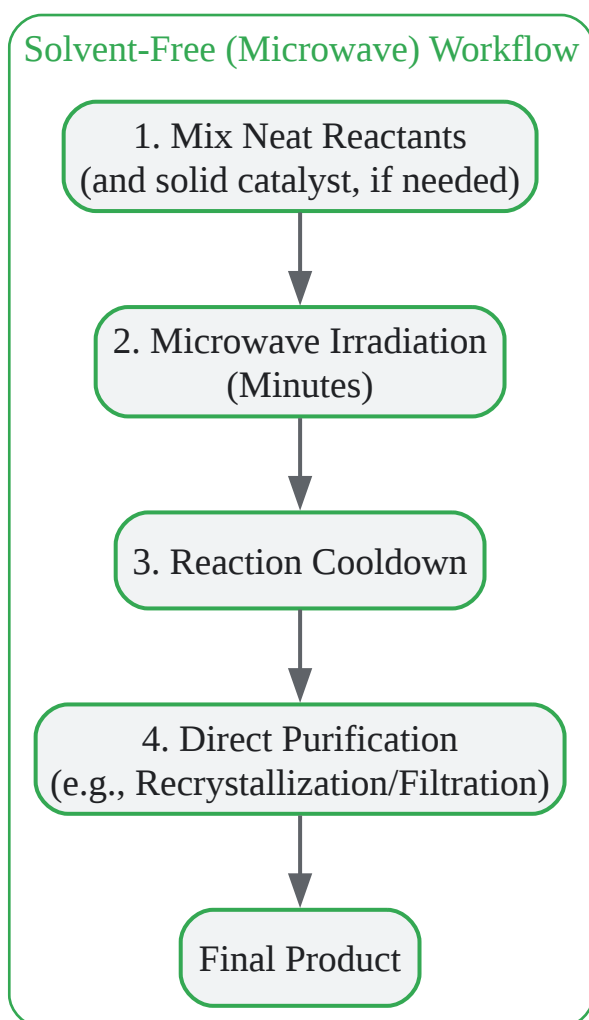 Solvent-Free (Microwave) Workflow
1. Mix Neat Reactants
(and solid catalyst, if needed)
2. Microwave Irradiation
(Minutes)
3. Reaction Cooldown
4. Direct Purification
(e.g., Recrystallization/Filtration)
Final Product